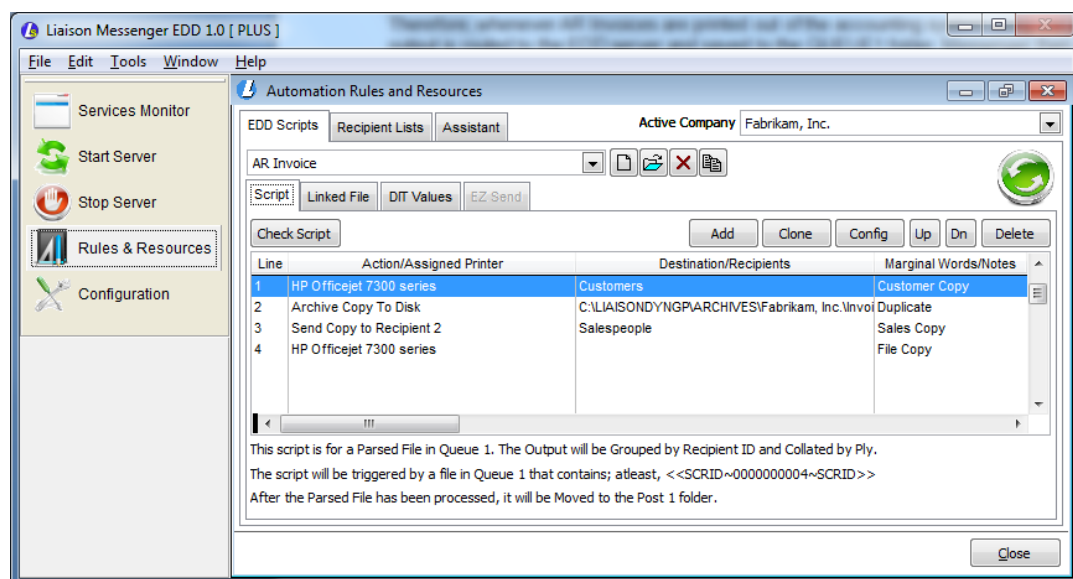 Liaison Messenger EDD 1.0 [ PLUS ]
File Edit Tools Window Help
Services Monitor
Start Server
Stop Server
Rules & Resources
Configuration
Automation Rules and Resources
EDD Scripts Recipient Lists Assistant Active Company Fabrikam, Inc.
AR Invoice
Script Linked File DIT Values EZ Send
Check Script Add Clone Config Up Dn Delete
Line Action/Assigned Printer Destination/Recipients Marginal Words/Notes
1 HP Officejet 7300 series Customers Customer Copy
2 Archive Copy To Disk C:\LIAISONDYNGP\ARCHIVES\Fabrikam, Inc.\Invoi Duplicate
3 Send Copy to Recipient 2 Salespeople Sales Copy
4 HP Officejet 7300 series File Copy
This script is for a Parsed File in Queue 1. The Output will be Grouped by Recipient ID and Collated by Ply.
The script will be triggered by a file in Queue 1 that contains; atleast, <<SCRID~0000000004~SCRID>>
After the Parsed File has been processed, it will be Moved to the Post 1 folder.
Close